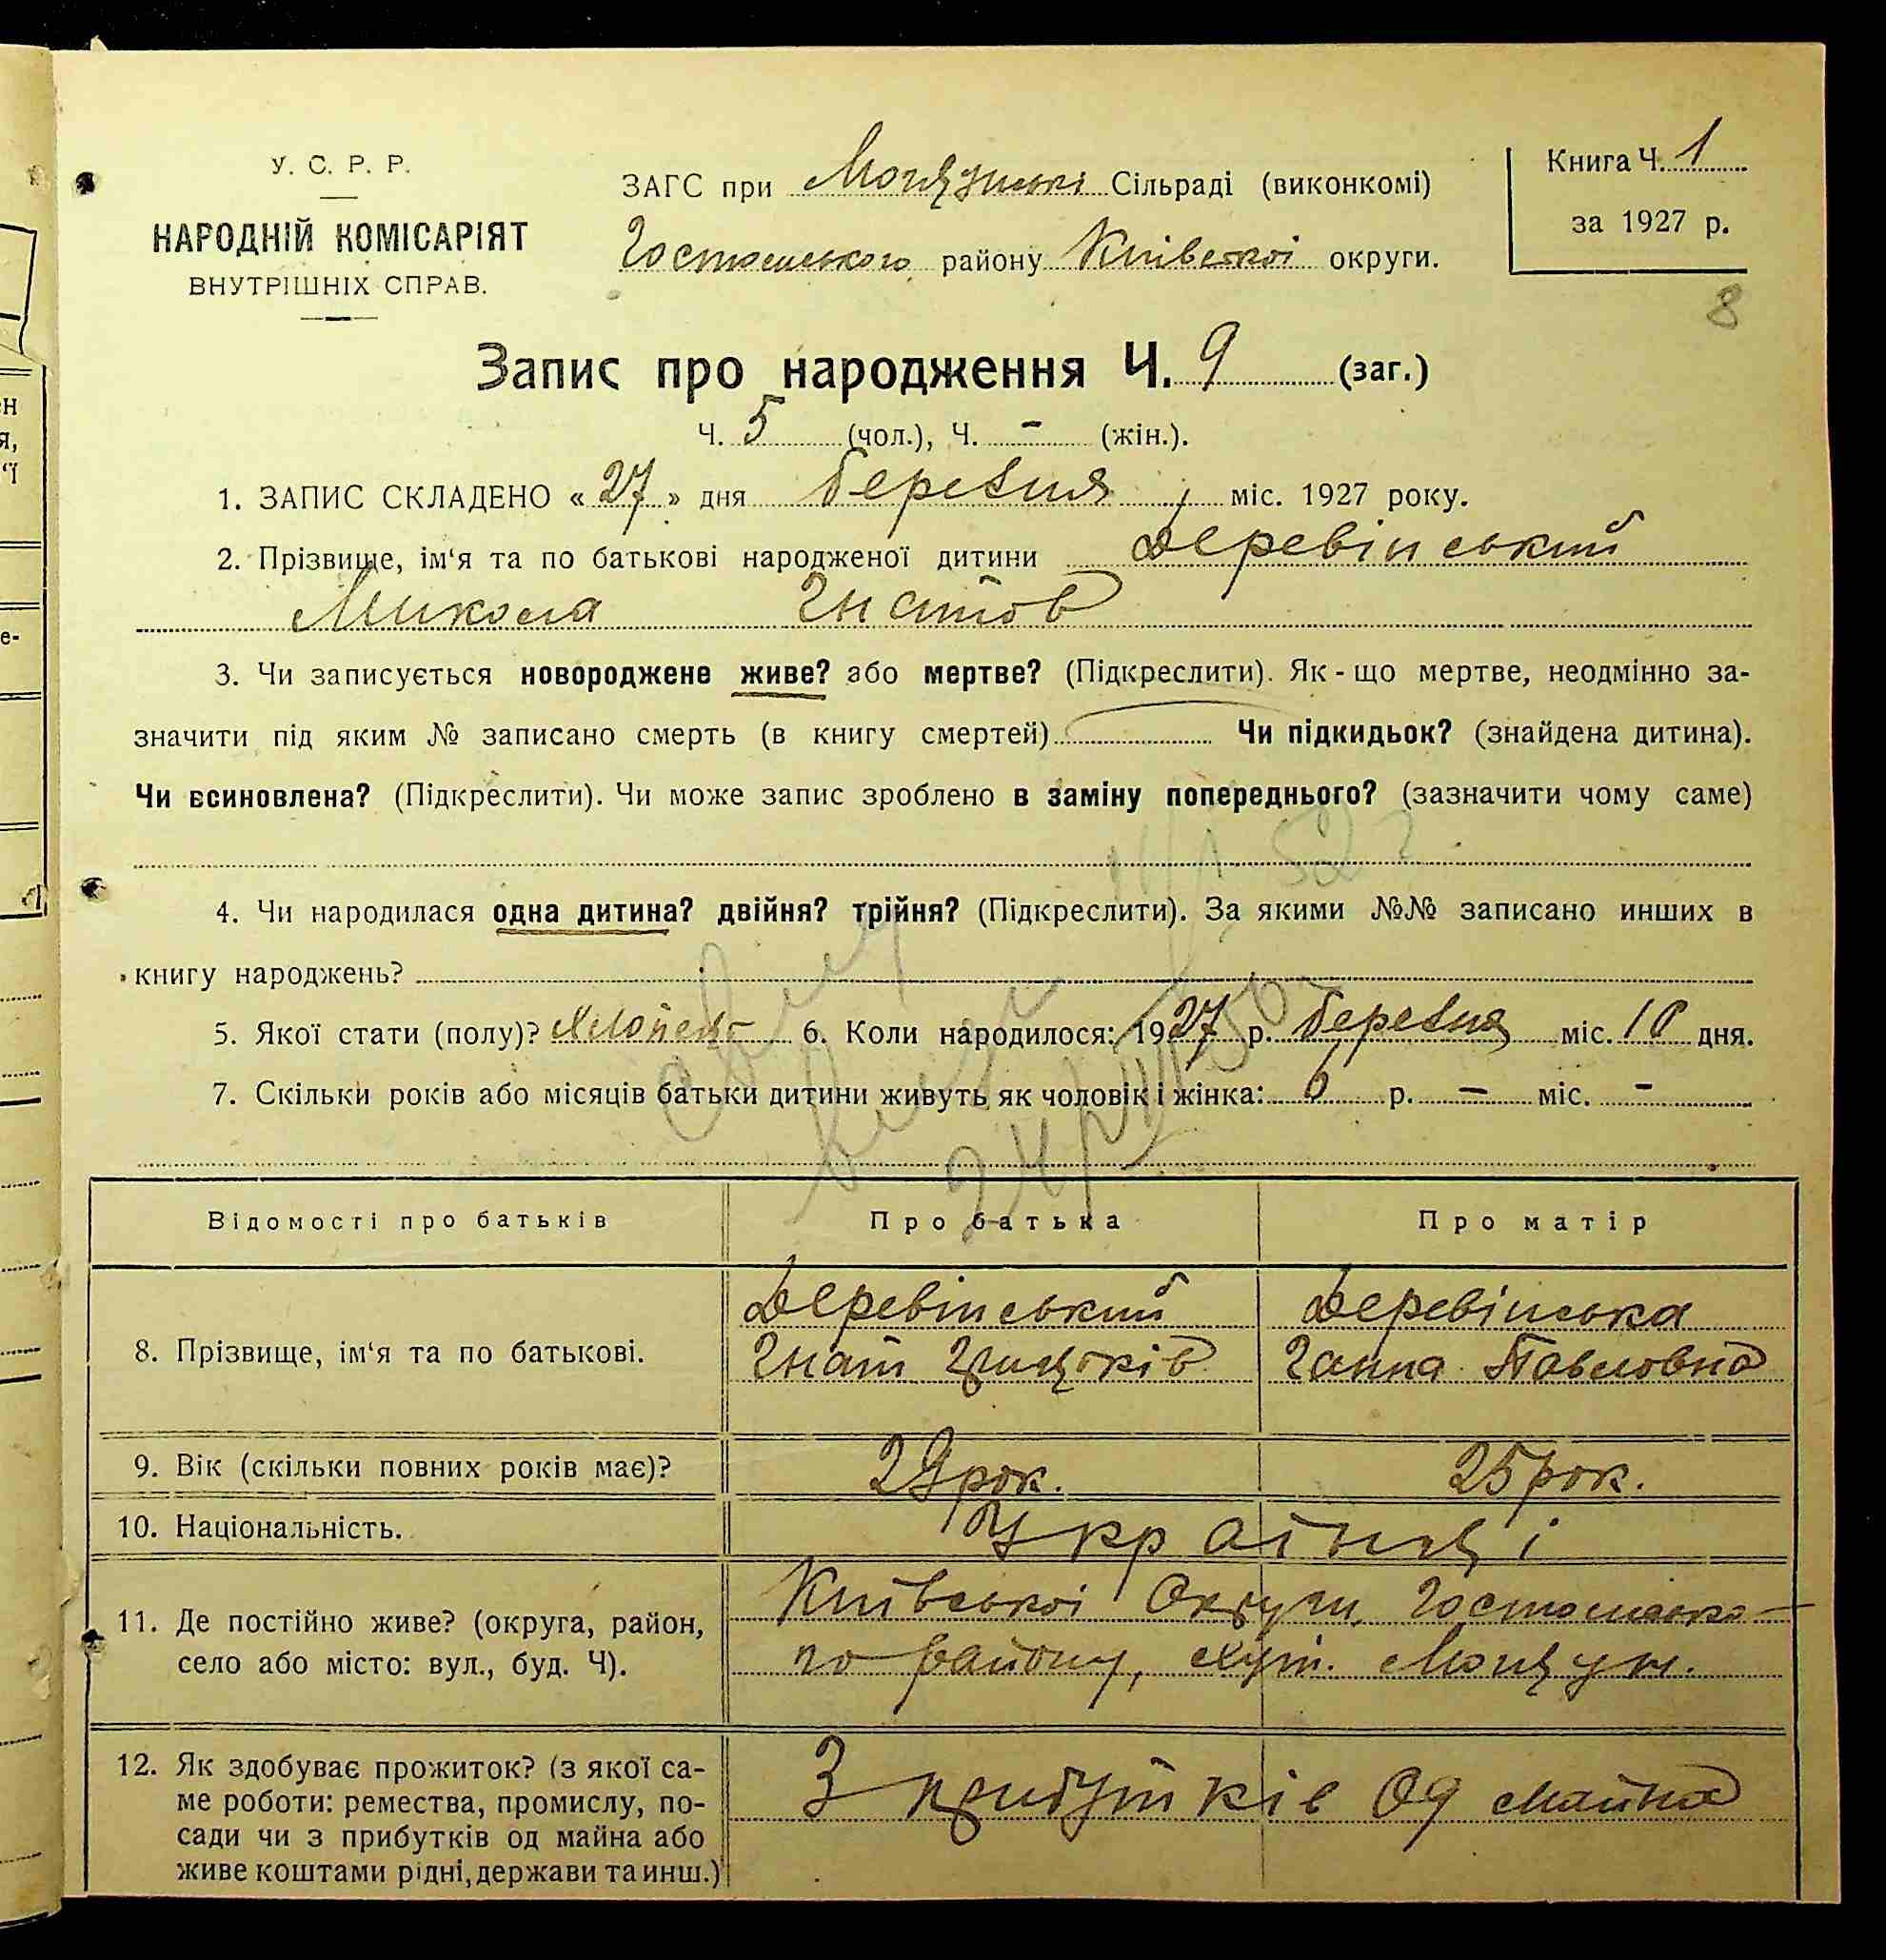 У. С. Р. Р.
НАРОДНІЙ КОМІСАРІЯТ
ВНУТРІШНІХ СПРАВ.
ЗАГС при Мощунські Сільраді (виконкомі)
Гостомського району Київської округи.
Книга Ч. 1
за 1927 р.
8
Запис про народження Ч. 9 (заг.)
Ч. 5 (чол.), Ч. - (жін.).
1. ЗАПИС СКЛАДЕНО « 27 » дня березня міс. 1927 року.
2. Прізвище, ім‘я та по батькові народженої дитини Деревінський
Микола Гнатов
3. Чи записується новороджене живе? або мертве? (Підкреслити). Як - що мертве, неодмінно за-
значити під яким № записано смерть (в книгу смертей) Чи підкидьок? (знайдена дитина).
Чи всиновлена? (Підкреслити). Чи може запис зроблено в заміну попереднього? (зазначити чому саме)
4. Чи народилася одна дитина? двійня? трійня? (Підкреслити). За якими №№ записано инших в
книгу народжень?
5. Якої стати (полу)? Хлопець 6. Коли народилося: 1927 р. березня міс. 10 дня.
7. Скільки років або місяців батьки дитини живуть як чоловік і жінка: 6 р. — міс. -
Відомості про батьків Про батька Про матір
8. Прізвище, ім‘я та по батькові.
Деревінський Деревінська
Гнат Грицьків Ганна Павловна
9. Вік (скільки повних років має)? 29 рок. 25 рок.
10. Національність. Українці
11. Де постійно живе? (округа, район,
село або місто: вул., буд. Ч).
Київської Округи, Гостомсько-
го району, хут. Мощун.
12. Як здобуває прожиток? (з якої са-
ме роботи: ремества, промислу, по-
сади чи з прибутків од майна або
живе коштами рідні, держави та инш.)
З прибутків од майна